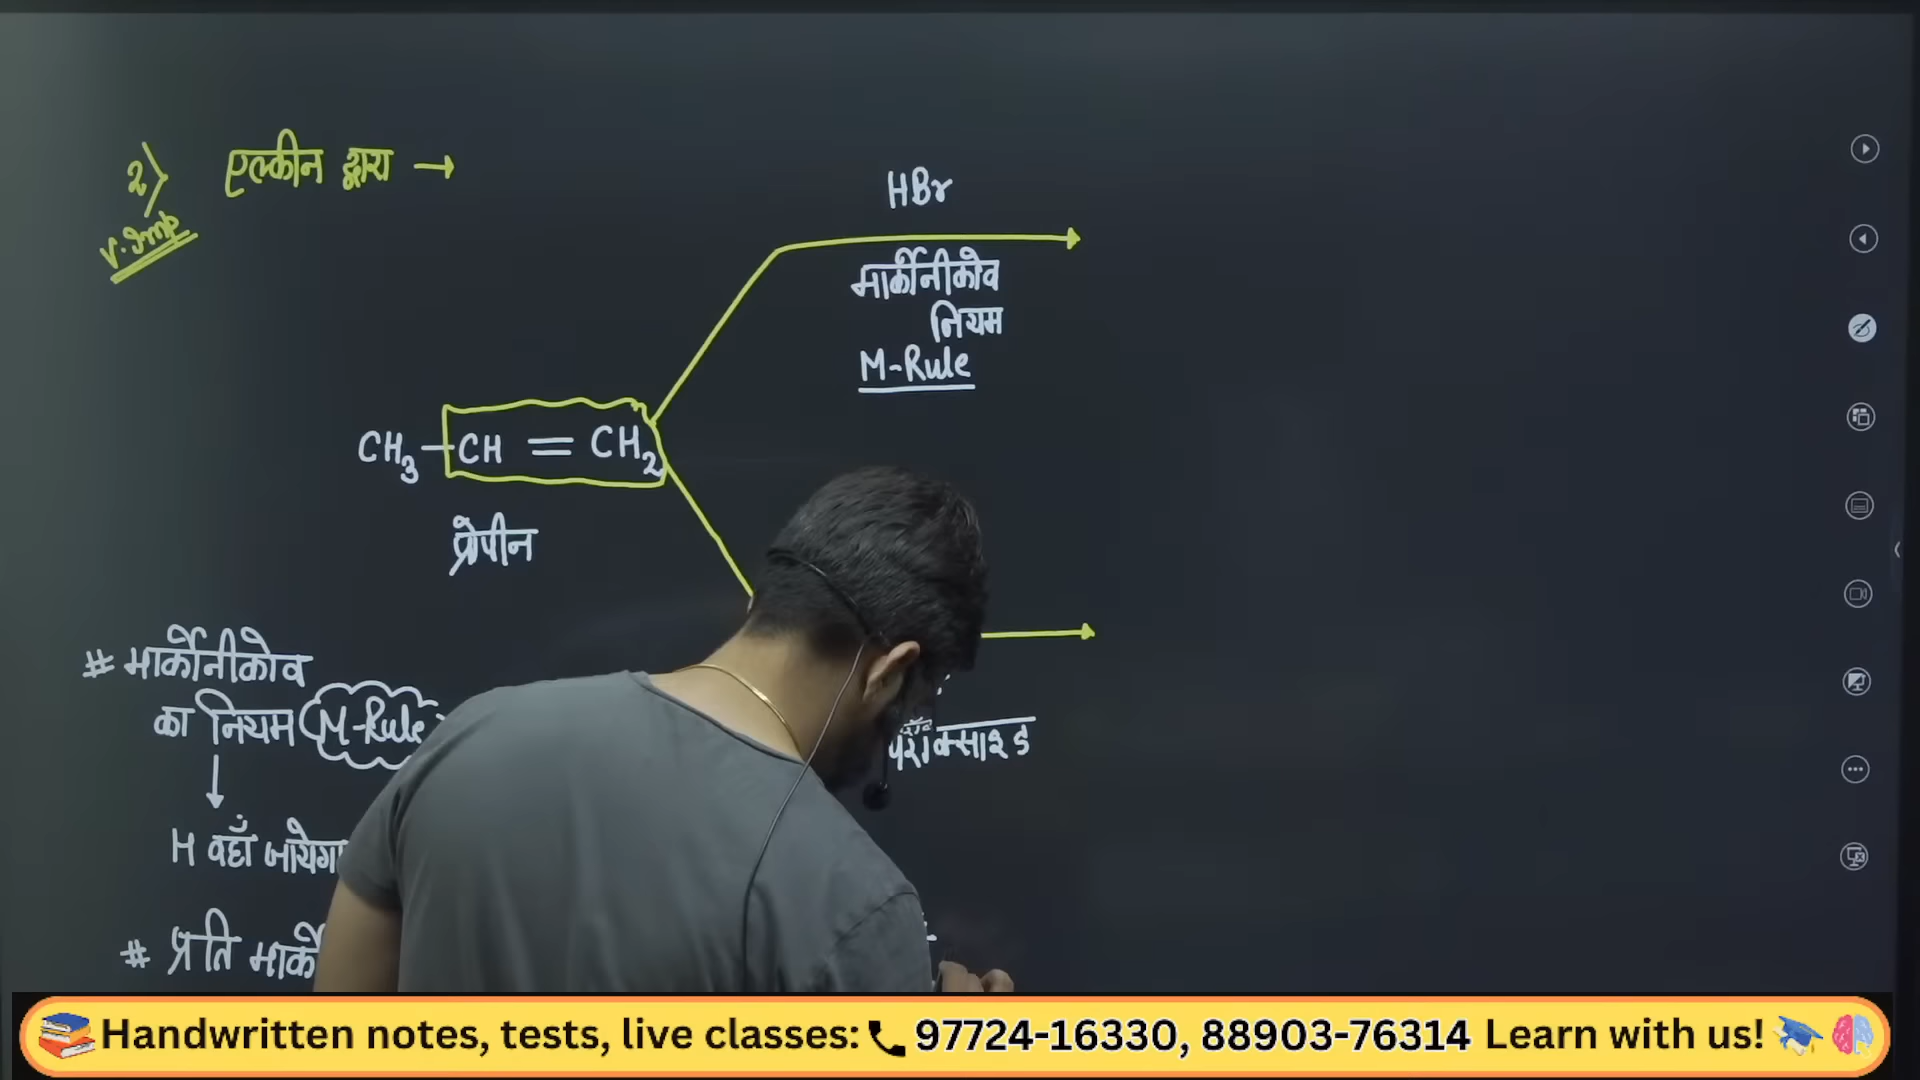 2) एल्कीन द्वारा →
v.Imp
HBr
मार्कोनीकोव
नियम
M-Rule
CH3-CH = CH2
प्रोपीन
# मार्कोनीकोव
का नियम M-Rule
↓
H वहाँ जायेगा
परॉक्साइड
# प्रति मार्को
Handwritten notes, tests, live classes: 97724-16330, 88903-76314 Learn with us!